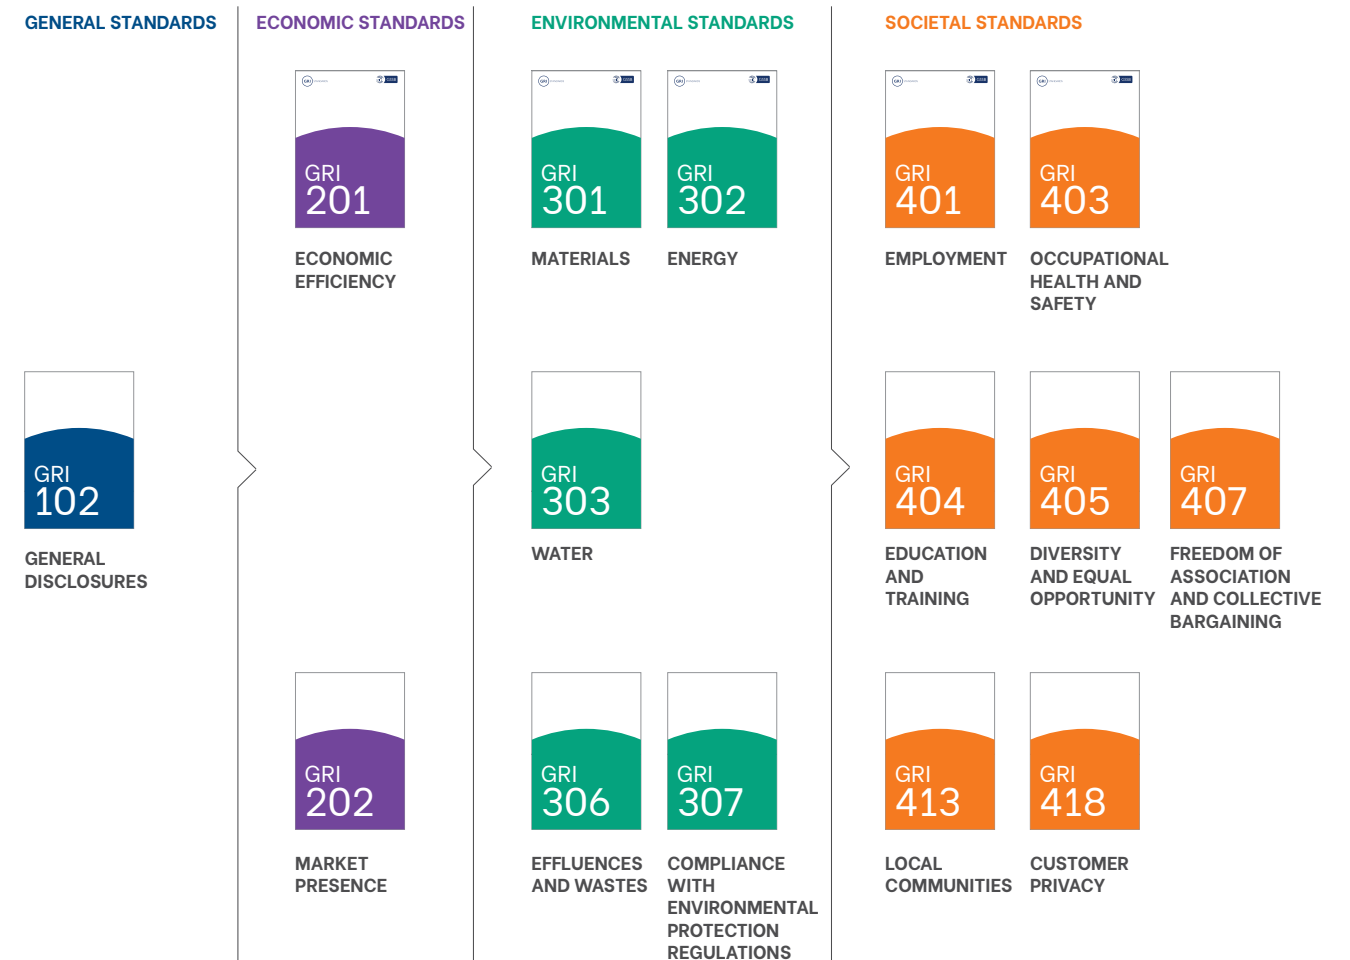 GENERAL STANDARDS
GRI
102
GENERAL
DISCLOSURES
ECONOMIC STANDARDS
GRI
201
ECONOMIC
EFFICIENCY
GRI
202
MARKET
PRESENCE
ENVIRONMENTAL STANDARDS
GRI
GRI
301
MATERIALS
GRI
GRI
302
ENERGY
GRI
303
WATER
GRI
306
EFFLUENCES
AND WASTES
GRI
307
COMPLIANCE
WITH
ENVIRONMENTAL
PROTECTION
REGULATIONS
SOCIETAL STANDARDS
GRI
GRI
401
EMPLOYMENT
GRI
GRI
403
OCCUPATIONAL
HEALTH AND
SAFETY
GRI
404
EDUCATION
AND
TRAINING
GRI
405
DIVERSITY
AND EQUAL
OPPORTUNITY
GRI
407
FREEDOM OF
ASSOCIATION
AND COLLECTIVE
BARGAINING
GRI
413
LOCAL
COMMUNITIES
GRI
418
CUSTOMER
PRIVACY